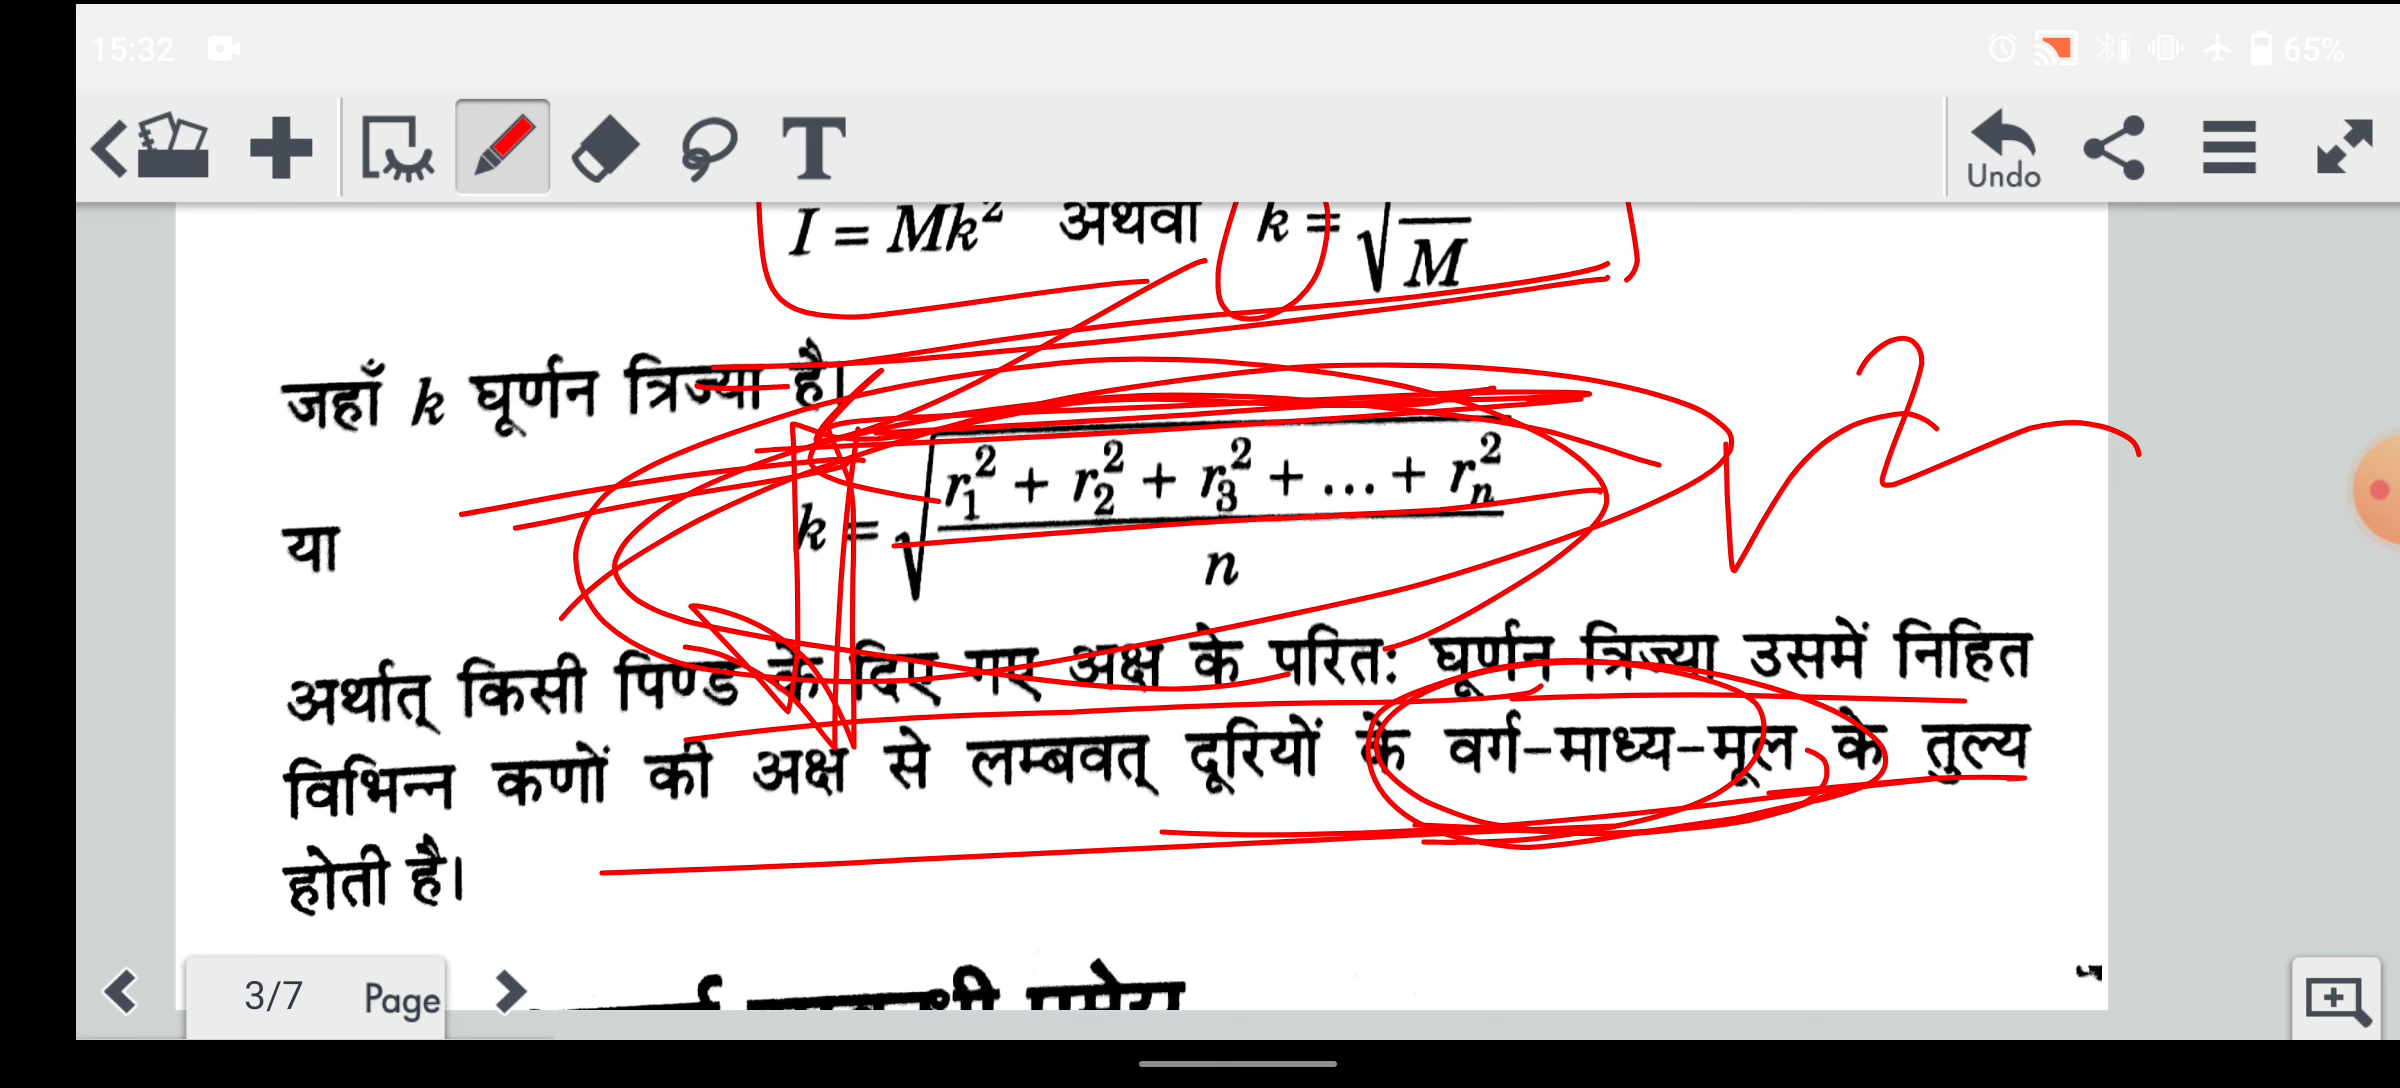 15:32 65%
Undo
T
I = Mk² अथवा k = √ / M
जहाँ k घूर्णन त्रिज्या है।
या k = √(r₁² + r₂² + r₃² + ... + rₙ² / n)
अर्थात् किसी पिण्ड के दिए गए अक्ष के परितः घूर्णन त्रिज्या उसमें निहित
विभिन्न कणों की अक्ष से लम्बवत् दूरियों के वर्ग–माध्य–मूल के तुल्य
होती है।
3/7 Page